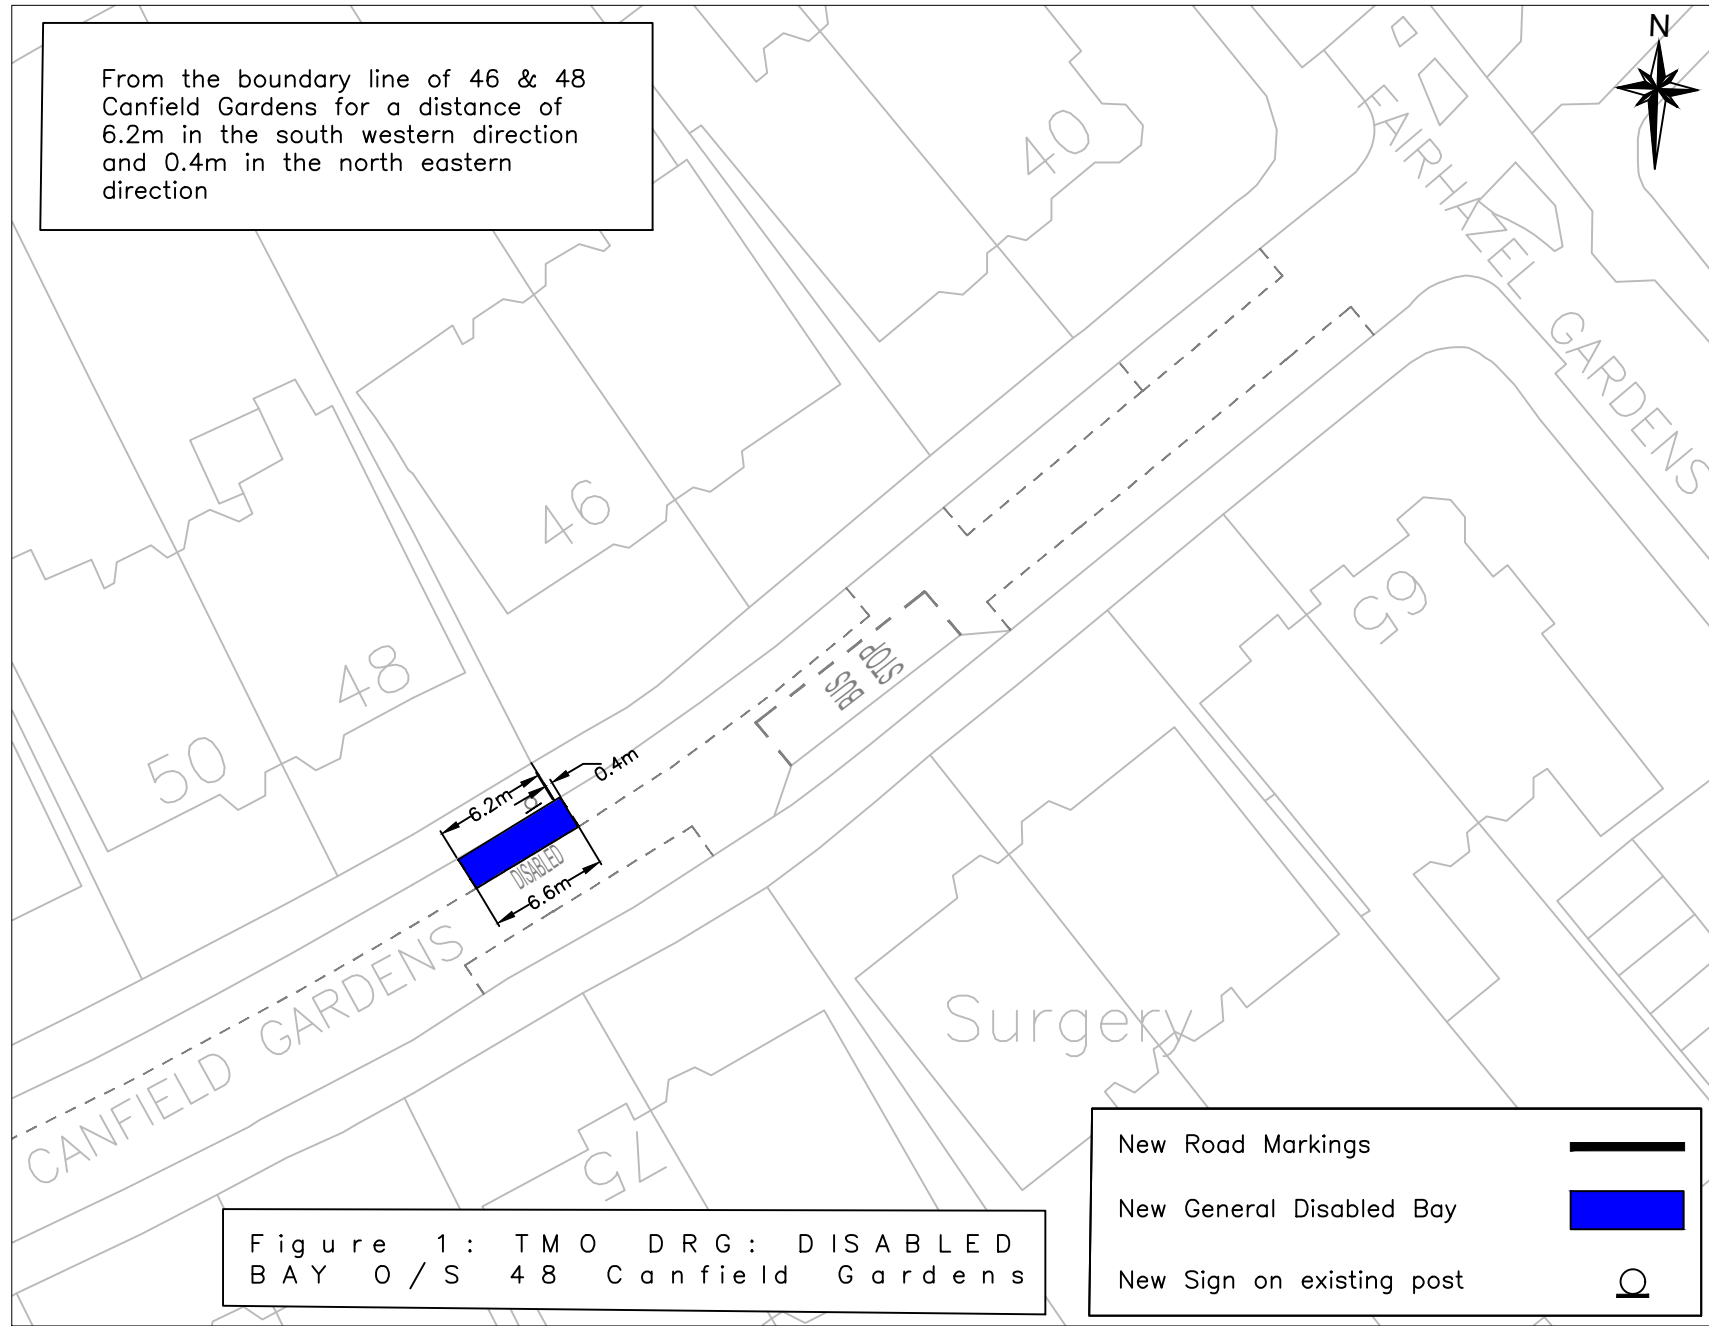 From the boundary line of 46 & 48
Canfield Gardens for a distance of
6.2m in the south western direction
and 0.4m in the north eastern
direction
N
40
FAIRHAZEL GARDENS
46
65
48
BUS
STOP
50
0.4m
6.2m
DISABLED
6.6m
CANFIELD GARDENS
Surgery
75
New Road Markings
New General Disabled Bay
New Sign on existing post
Figure 1: TMO DRG: DISABLED
BAY O/S 48 Canfield Gardens